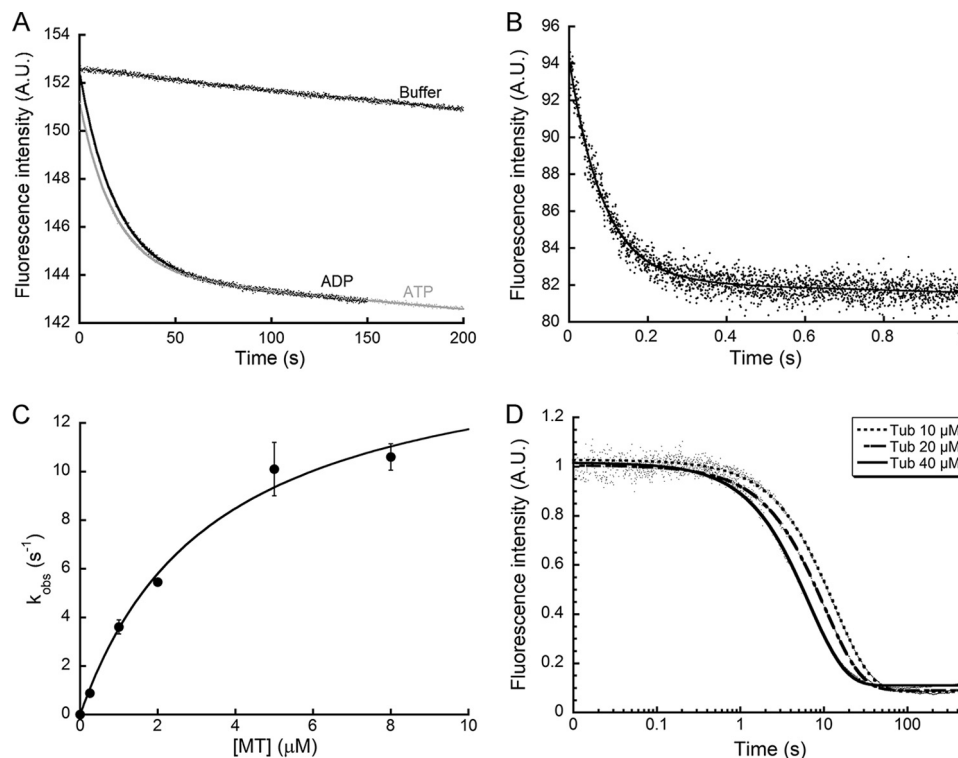 A
Fluorescence intensity (A.U.)
154
152
150
148
146
144
142
Buffer
ADP
ATP
0 50 100 150 200
Time (s)
B
Fluorescence intensity (A.U.)
96
94
92
90
88
86
84
82
80
0 0.2 0.4 0.6 0.8
Time (s)
C
k_obs (s⁻¹)
12
10
8
6
4
2
0
0 2 4 6 8 10
[MT] (μM)
D
Fluorescence intensity (A.U.)
1.2
1
0.8
0.6
0.4
0.2
0
Tub 10 μM
Tub 20 μM
Tub 40 μM
0 0.1 1 10 100
Time (s)